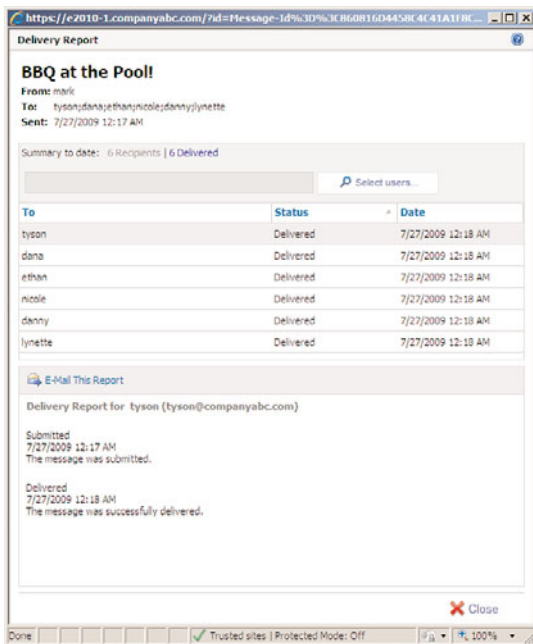 https://e2010-1.companyabc.com/?id=Message-Id%3D%3C860816D4458C4C41A1F8C...
Delivery Report
BBQ at the Pool!
From: mark
To: tyson;dana;ethan;nicole;danny;lynette
Sent: 7/27/2009 12:17 AM
Summary to date: 6 Recipients | 6 Delivered
Select users...
To Status Date
tyson Delivered 7/27/2009 12:18 AM
dana Delivered 7/27/2009 12:18 AM
ethan Delivered 7/27/2009 12:18 AM
nicole Delivered 7/27/2009 12:18 AM
danny Delivered 7/27/2009 12:18 AM
lynette Delivered 7/27/2009 12:18 AM
E-Mail This Report
Delivery Report for tyson (tyson@companyabc.com)
Submitted
7/27/2009 12:17 AM
The message was submitted.
Delivered
7/27/2009 12:18 AM
The message was successfully delivered.
Close
Done Trusted sites | Protected Mode: Off 100%